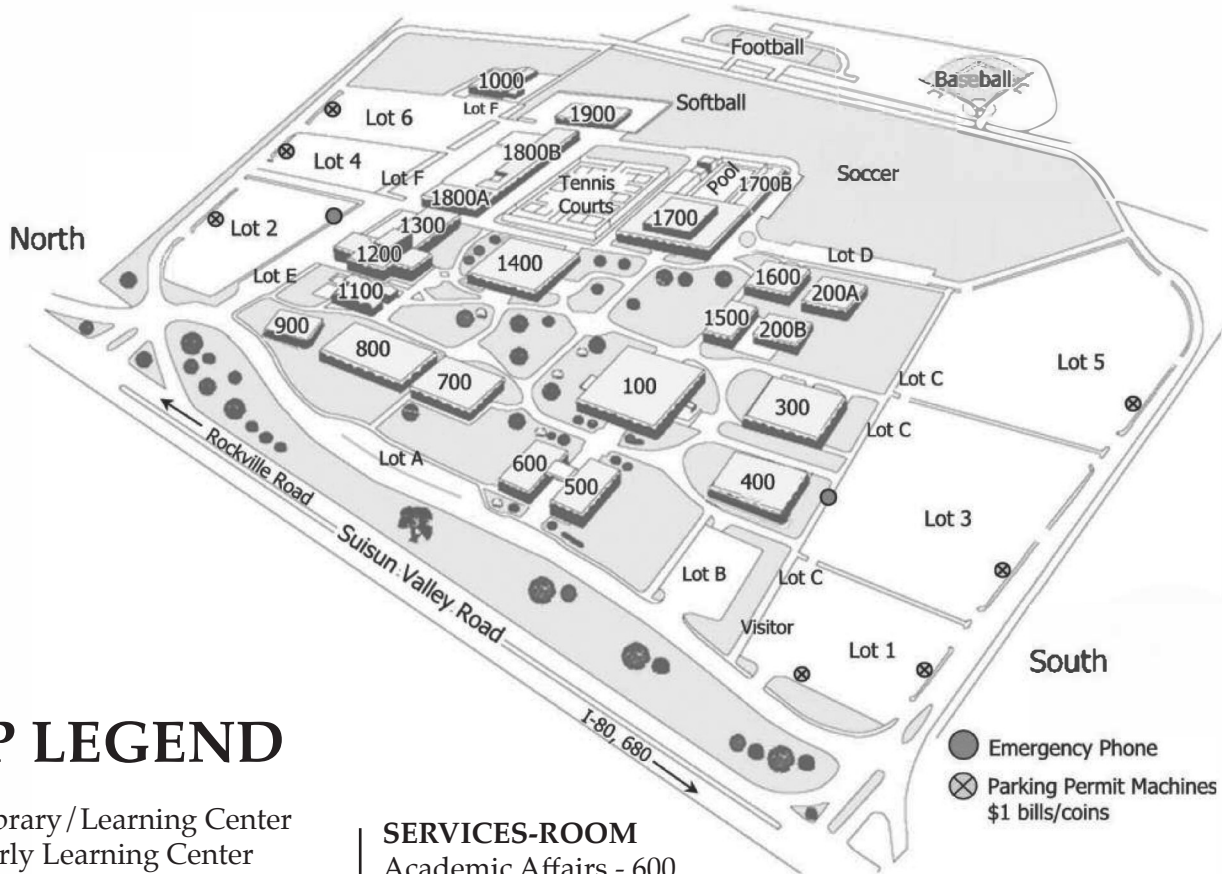 Football
Baseball
1000
Lot F
Softball
Lot 6
1900
1800B
Lot 4
Lot F
Tennis
Courts
Pool
1700B
Soccer
1800A
1700
Lot 2
1300
North
1200
1400
Lot D
Lot E
1600
200A
1100
1500
200B
900
800
700
100
Lot C
Lot 5
300
Lot C
Rockville Road
Lot A
600
500
400
Lot 3
Suisun Valley Road
Lot B
Lot C
Visitor
Lot 1
South
I-80, 680
P LEGEND
Emergency Phone
Parking Permit Machines
$1 bills/coins
brary/Learning Center
rly Learning Center
SERVICES-ROOM
Academic Affairs - 600